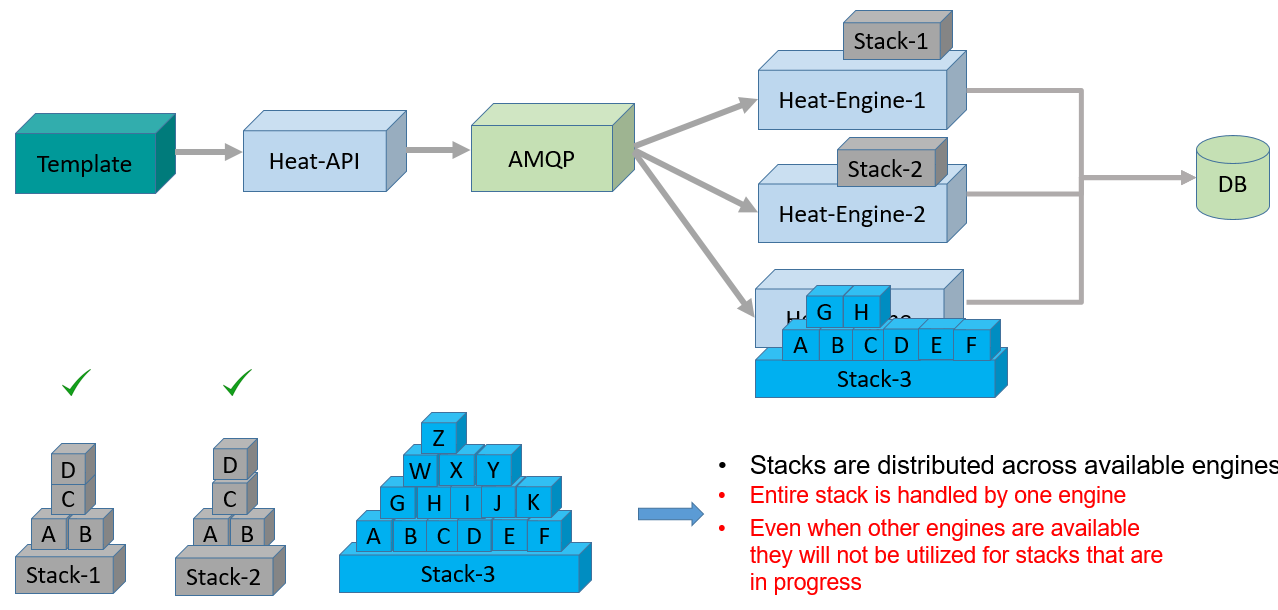 Stack-1
Heat-Engine-1
Template
Heat-API
AMQP
Stack-2
Heat-Engine-2
DB
G H
A B C D E F
Stack-3
D
C
A B
Stack-1
D
C
A B
Stack-2
Z
W X Y
G H I J K
A B C D E F
Stack-3
• Stacks are distributed across available engines
• Entire stack is handled by one engine
• Even when other engines are available
they will not be utilized for stacks that are
in progress